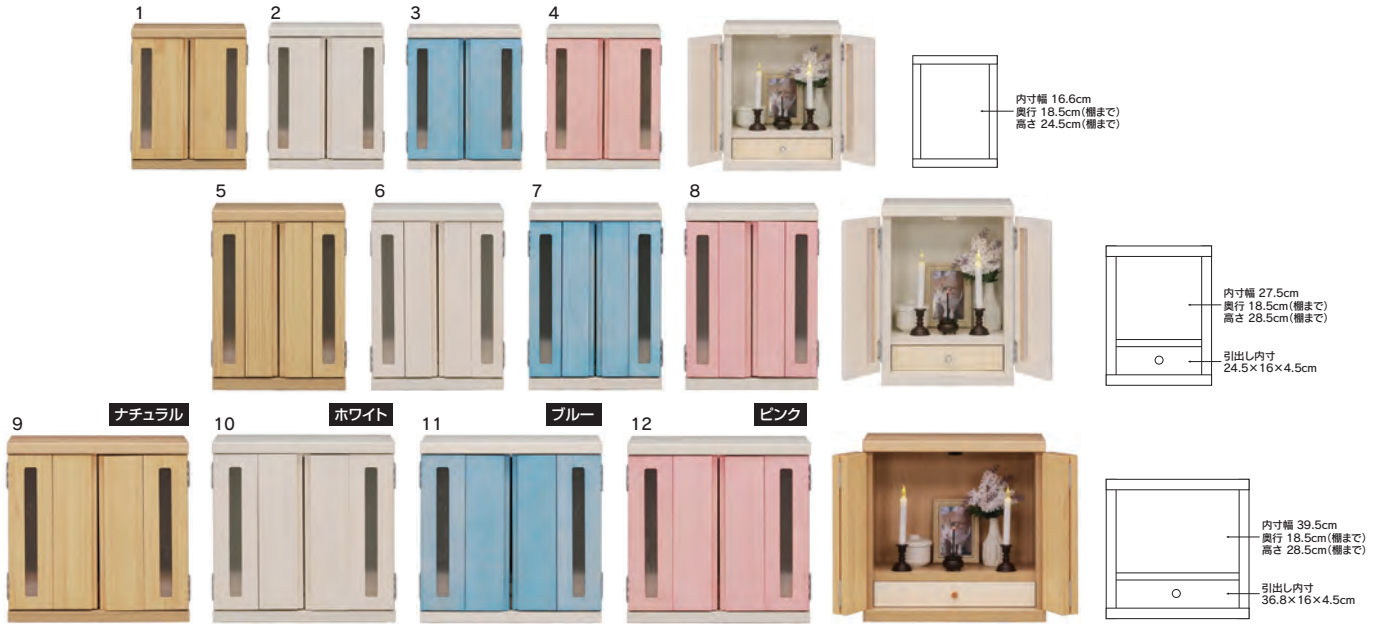 1
2
3
4
内寸幅 16.6cm
奥行 18.5cm(棚まで)
高さ 24.5cm(棚まで)
5
6
7
8
内寸幅 27.5cm
奥行 18.5cm(棚まで)
高さ 28.5cm(棚まで)
引出し内寸
24.5×16×4.5cm
9
ナチュラル
10
ホワイト
11
ブルー
12
ピンク
内寸幅 39.5cm
奥行 18.5cm(棚まで)
高さ 28.5cm(棚まで)
引出し内寸
36.8×16×4.5cm